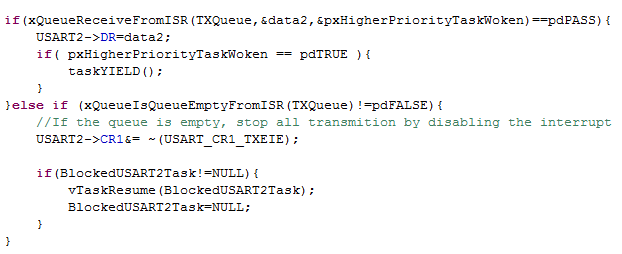 if(xQueueReceiveFromISR(TXQueue,&data2,&pxHigherPriorityTaskWoken)==pdPASS){
    USART2->DR=data2;
    if( pxHigherPriorityTaskWoken == pdTRUE ){
        taskYIELD();
    }
}else if (xQueueIsQueueEmptyFromISR(TXQueue)!=pdFALSE){
    //If the queue is empty, stop all transmition by disabling the interrupt
    USART2->CR1&= ~(USART_CR1_TXEIE);

    if(BlockedUSART2Task!=NULL){
        vTaskResume(BlockedUSART2Task);
        BlockedUSART2Task=NULL;
    }
}